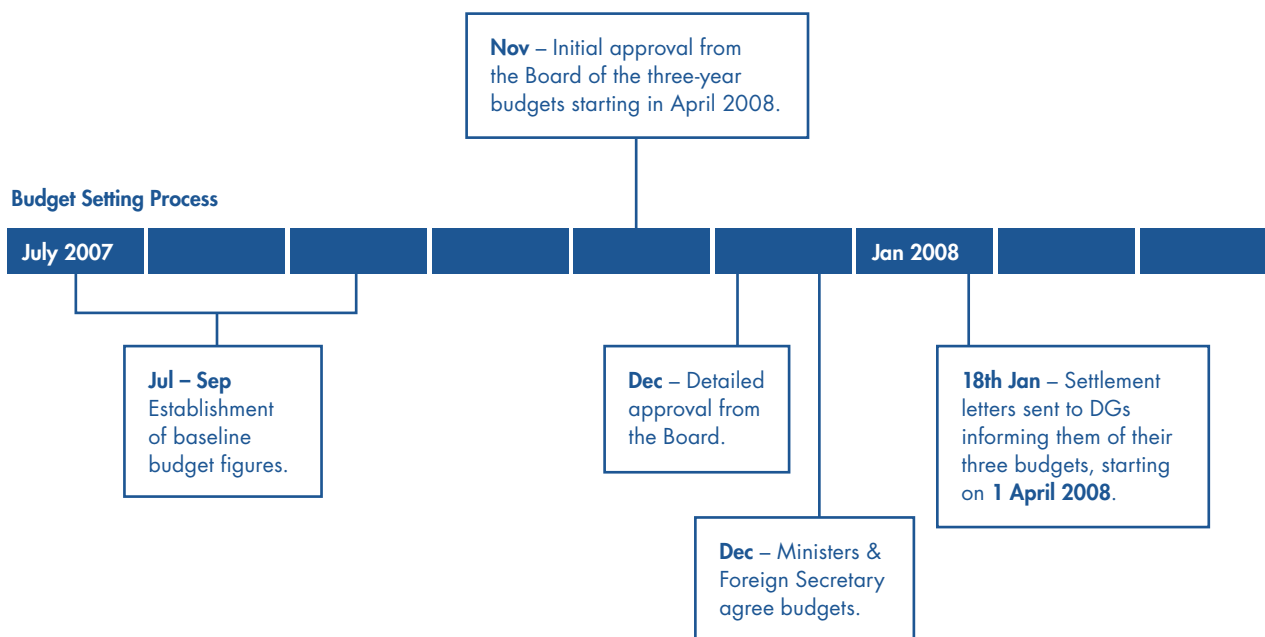 Nov – Initial approval from
the Board of the three-year
budgets starting in April 2008.
Budget Setting Process
July 2007
Jan 2008
Jul – Sep
Establishment
of baseline
budget figures.
Dec – Detailed
approval from
the Board.
Dec – Ministers &
Foreign Secretary
agree budgets.
18th Jan – Settlement
letters sent to DGs
informing them of their
three budgets, starting
on 1 April 2008.